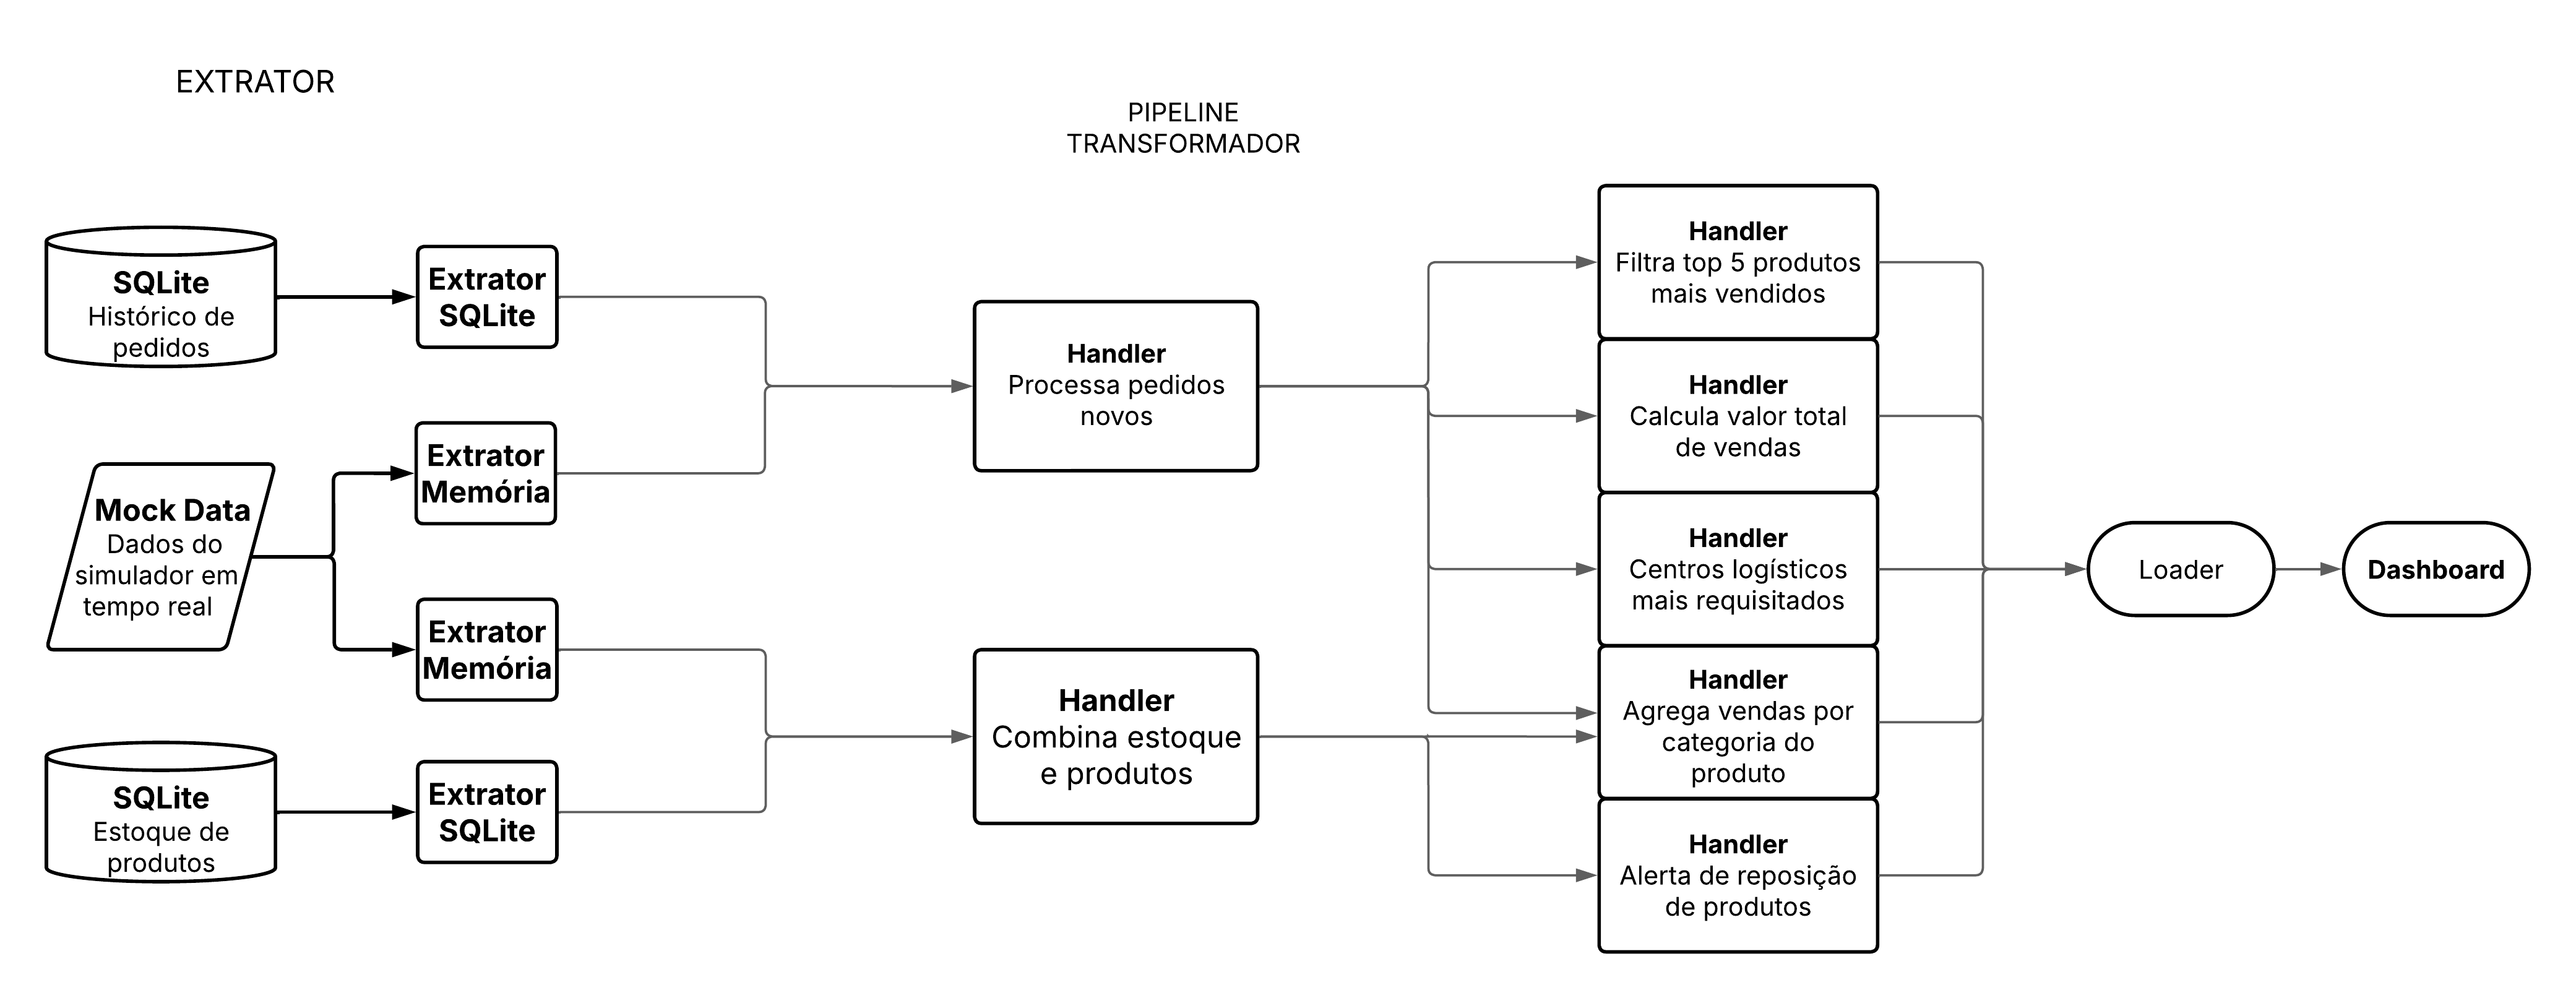 EXTRATOR
PIPELINE
TRANSFORMADOR
SQLite
Histórico de
pedidos
Mock Data
Dados do
simulador em
tempo real
SQLite
Estoque de
produtos
Extrator
SQLite
Extrator
Memória
Extrator
Memória
Extrator
SQLite
Handler
Processa pedidos
novos
Handler
Combina estoque
e produtos
Handler
Filtra top 5 produtos
mais vendidos
Handler
Calcula valor total
de vendas
Handler
Centros logísticos
mais requisitados
Handler
Agrega vendas por
categoria do
produto
Handler
Alerta de reposição
de produtos
Loader
Dashboard